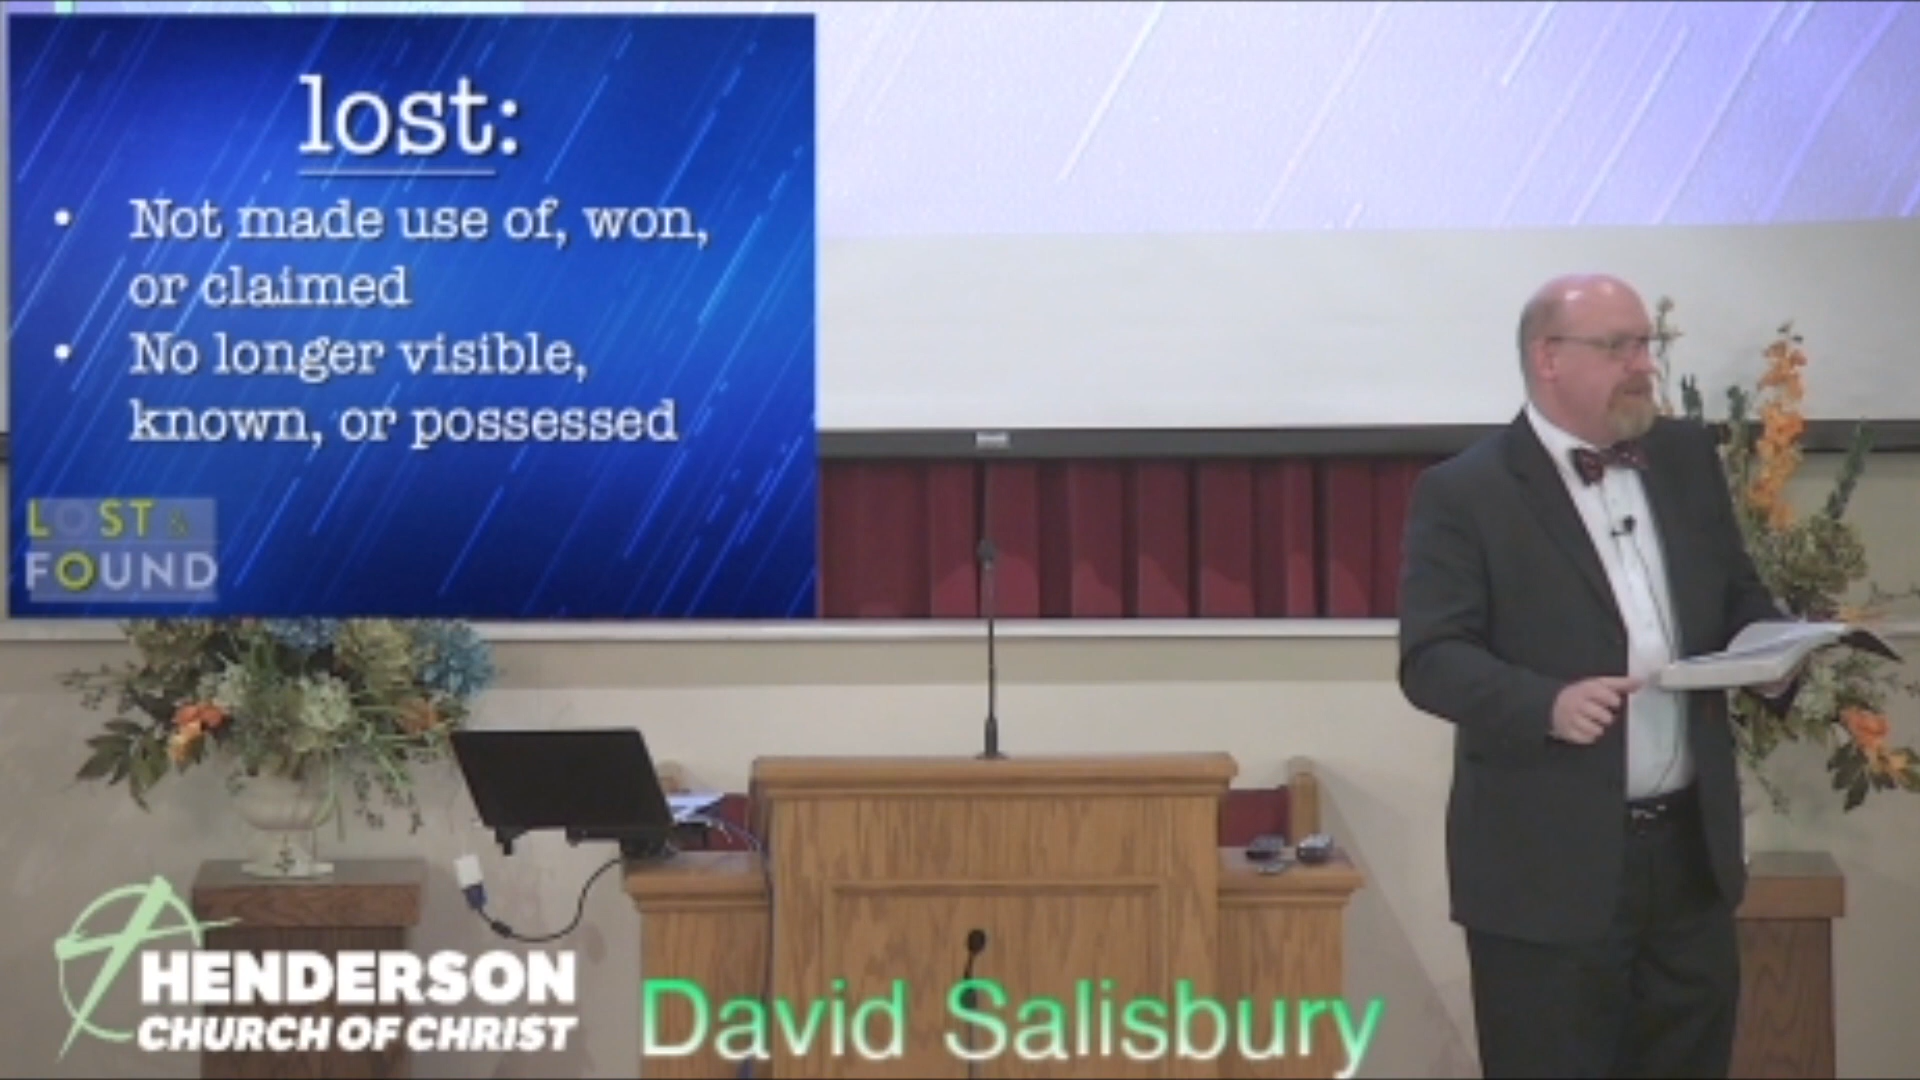 lost:
• Not made use of, won,
or claimed
• No longer visible,
known, or possessed
LOST &
FOUND
HENDERSON
CHURCH OF CHRIST
David Salisbury